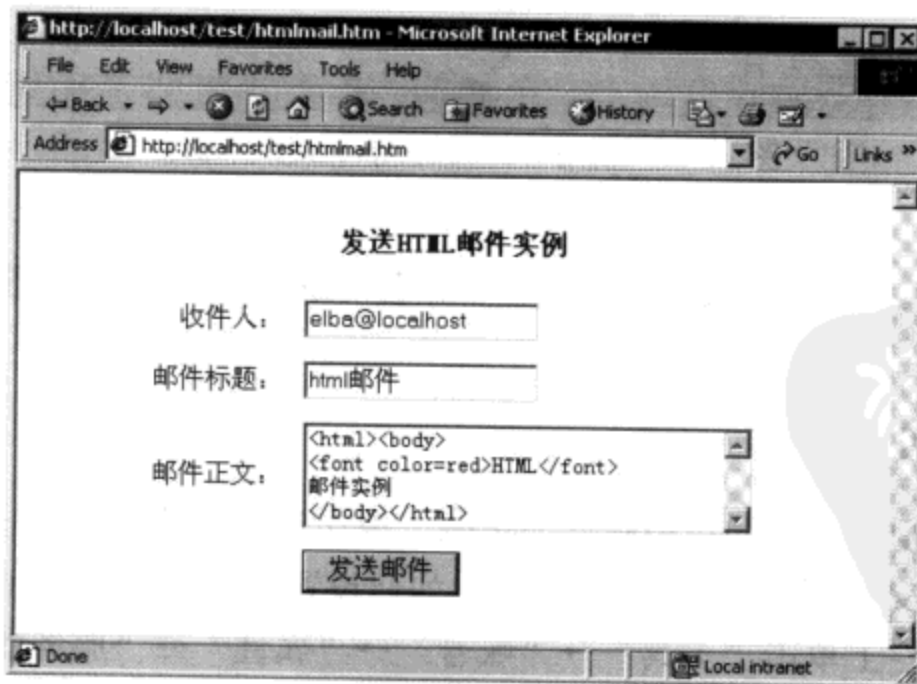 http://localhost/test/htmlmail.htm - Microsoft Internet Explorer
File Edit View Favorites Tools Help
Back Search Favorites History
Address http://localhost/test/htmlmail.htm Go Links »
发送HTML邮件实例
收件人： elba@localhost
邮件标题： html邮件
邮件正文：
<html><body>
<font color=red>HTML</font>
邮件实例
</body></html>
发送邮件
Done Local intranet